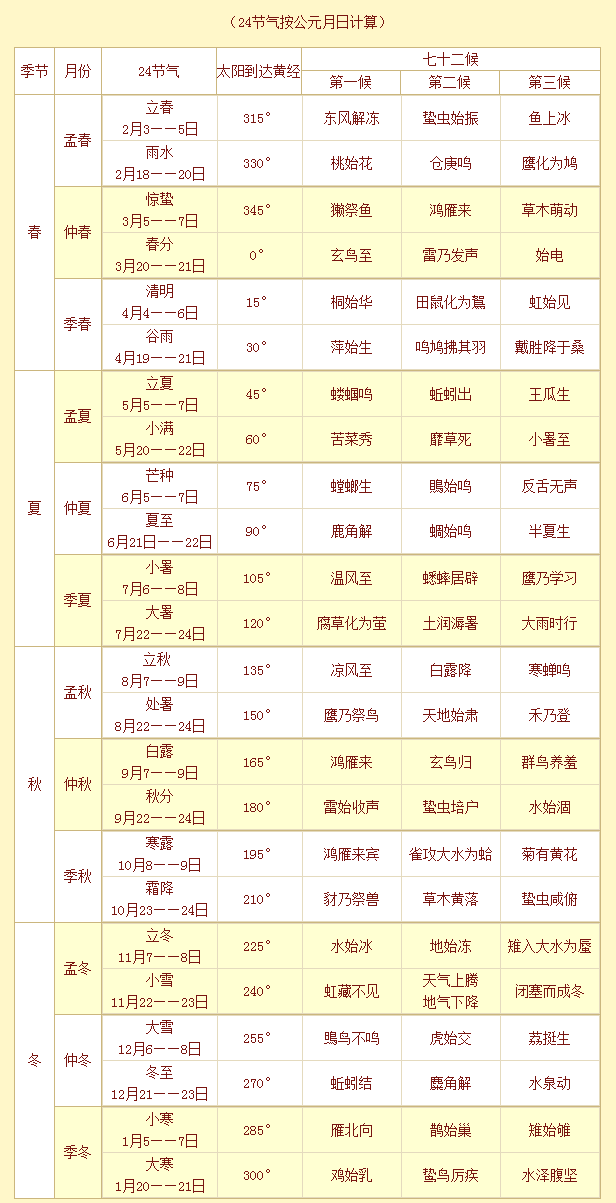 （24节气按公元月日计算）
季节 月份 24节气 太阳到达黄经 七十二候
第一候 第二候 第三候
春
孟春
立春
2月3——5日
315° 东风解冻 蛰虫始振 鱼上冰
雨水
2月18——20日
330° 桃始花 仓庚鸣 鹰化为鸠
仲春
惊蛰
3月5——7日
345° 獭祭鱼 鸿雁来 草木萌动
春分
3月20——21日
0° 玄鸟至 雷乃发声 始电
季春
清明
4月4——6日
15° 桐始华 田鼠化为鴽 虹始见
谷雨
4月19——21日
30° 萍始生 鸣鸠拂其羽 戴胜降于桑
夏
孟夏
立夏
5月5——7日
45° 蝼蝈鸣 蚯蚓出 王瓜生
小满
5月20——22日
60° 苦菜秀 靡草死 小暑至
仲夏
芒种
6月5——7日
75° 螳螂生 鵙始鸣 反舌无声
夏至
6月21日——22日
90° 鹿角解 蜩始鸣 半夏生
季夏
小暑
7月6——8日
105° 温风至 蟋蟀居辟 鹰乃学习
大暑
7月22——24日
120° 腐草化为萤 土润溽暑 大雨时行
秋
孟秋
立秋
8月7——9日
135° 凉风至 白露降 寒蝉鸣
处暑
8月22——24日
150° 鹰乃祭鸟 天地始肃 禾乃登
仲秋
白露
9月7——9日
165° 鸿雁来 玄鸟归 群鸟养羞
秋分
9月22——24日
180° 雷始收声 蛰虫培户 水始涸
季秋
寒露
10月8——9日
195° 鸿雁来宾 雀攻大水为蛤 菊有黄花
霜降
10月23——24日
210° 豺乃祭兽 草木黄落 蛰虫咸俯
冬
孟冬
立冬
11月7——8日
225° 水始冰 地始冻 雉入大水为蜃
小雪
11月22——23日
240° 虹藏不见 天气上腾
地气下降 闭塞而成冬
仲冬
大雪
12月6——8日
255° 鴠鸟不鸣 虎始交 荔挺生
冬至
12月21——23日
270° 蚯蚓结 麋角解 水泉动
季冬
小寒
1月5——7日
285° 雁北向 鹊始巢 雉始雊
大寒
1月20——21日
300° 鸡始乳 鸷鸟厉疾 水泽腹坚